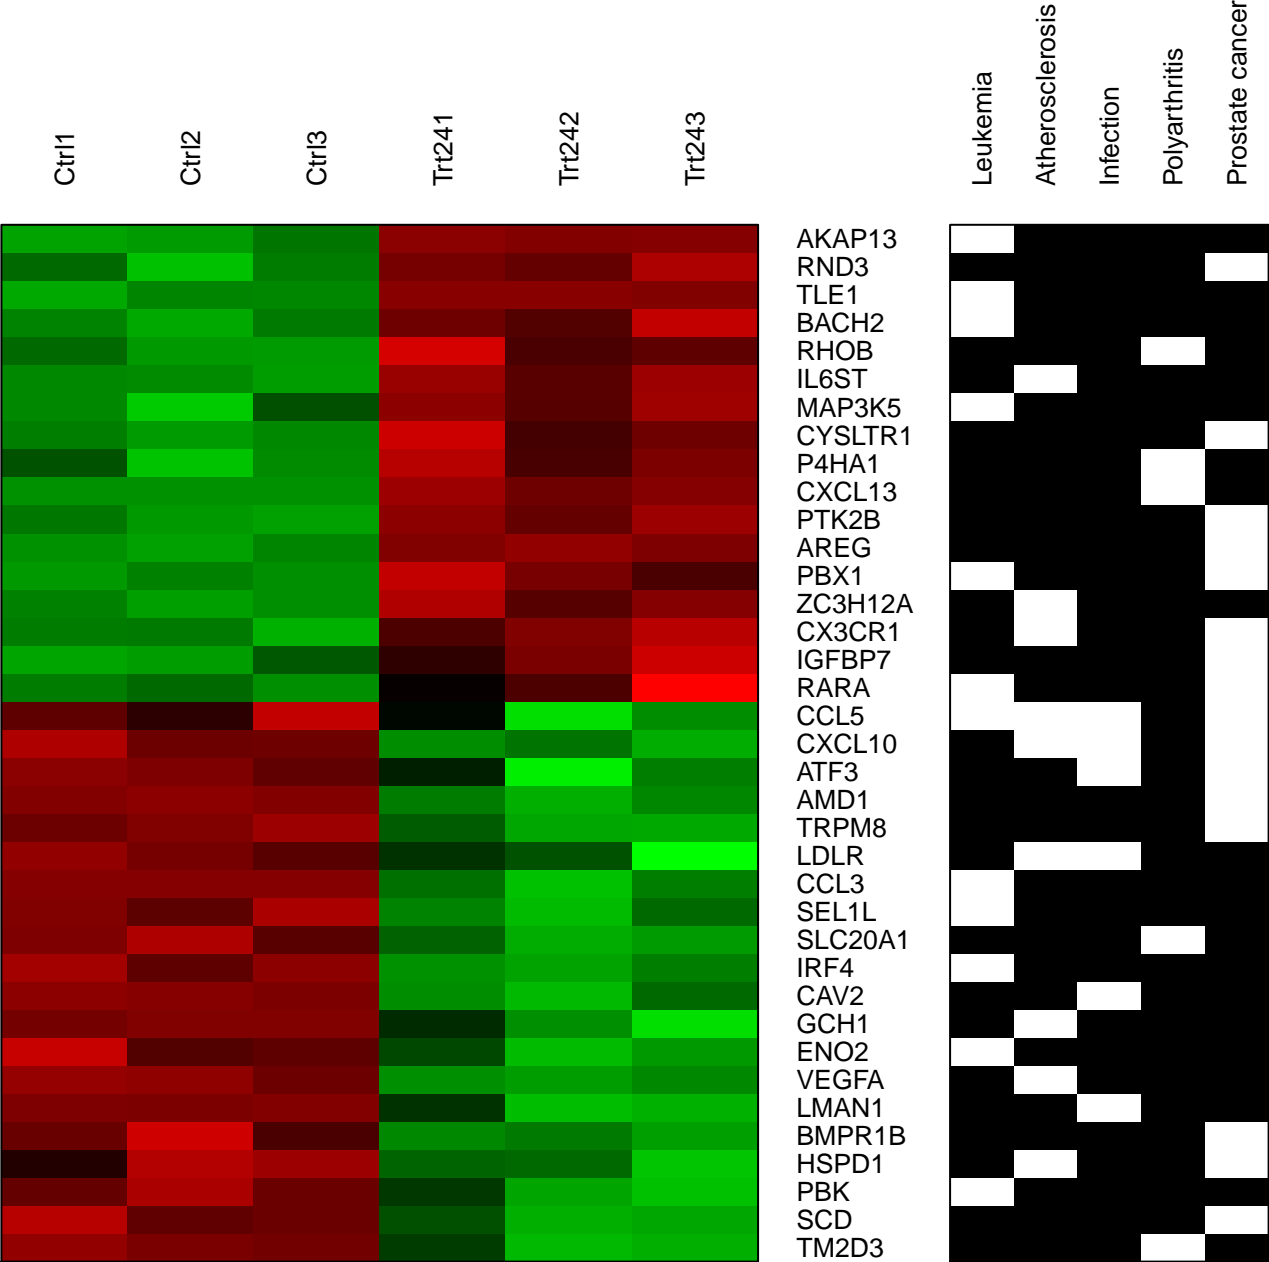 Ctrl1
Ctrl2
Ctrl3
Trt241
Trt242
Trt243
Leukemia
Atherosclerosis
Infection
Polyarthritis
Prostate cancer
AKAP13
RND3
TLE1
BACH2
RHOB
IL6ST
MAP3K5
CYSLTR1
P4HA1
CXCL13
PTK2B
AREG
PBX1
ZC3H12A
CX3CR1
IGFBP7
RARA
CCL5
CXCL10
ATF3
AMD1
TRPM8
LDLR
CCL3
SEL1L
SLC20A1
IRF4
CAV2
GCH1
ENO2
VEGFA
LMAN1
BMPR1B
HSPD1
PBK
SCD
TM2D3